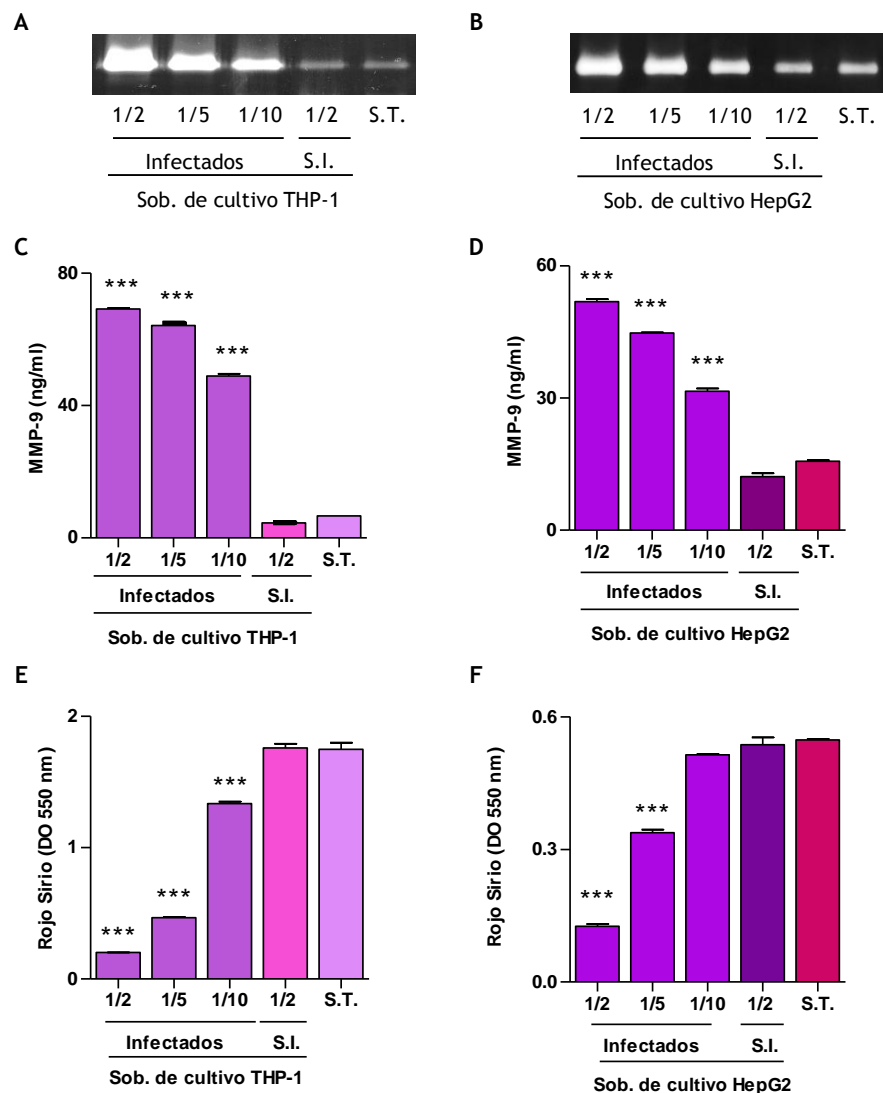 A
1/2 1/5 1/10 1/2 S.T.
Infectados S.I.
Sob. de cultivo THP-1
B
1/2 1/5 1/10 1/2 S.T.
Infectados S.I.
Sob. de cultivo HepG2
C
MMP-9 (ng/ml)
80
40
0
*** *** ***
1/2 1/5 1/10 1/2 S.T.
Infectados S.I.
Sob. de cultivo THP-1
D
MMP-9 (ng/ml)
60
30
0
*** *** ***
1/2 1/5 1/10 1/2 S.T.
Infectados S.I.
Sob. de cultivo HepG2
E
Rojo Sirio (DO 550 nm)
2
1
0
*** *** ***
1/2 1/5 1/10 1/2 S.T.
Infectados S.I.
Sob. de cultivo THP-1
F
Rojo Sirio (DO 550 nm)
0.6
0.3
0.0
*** ***
1/2 1/5 1/10 1/2 S.T.
Infectados S.I.
Sob. de cultivo HepG2